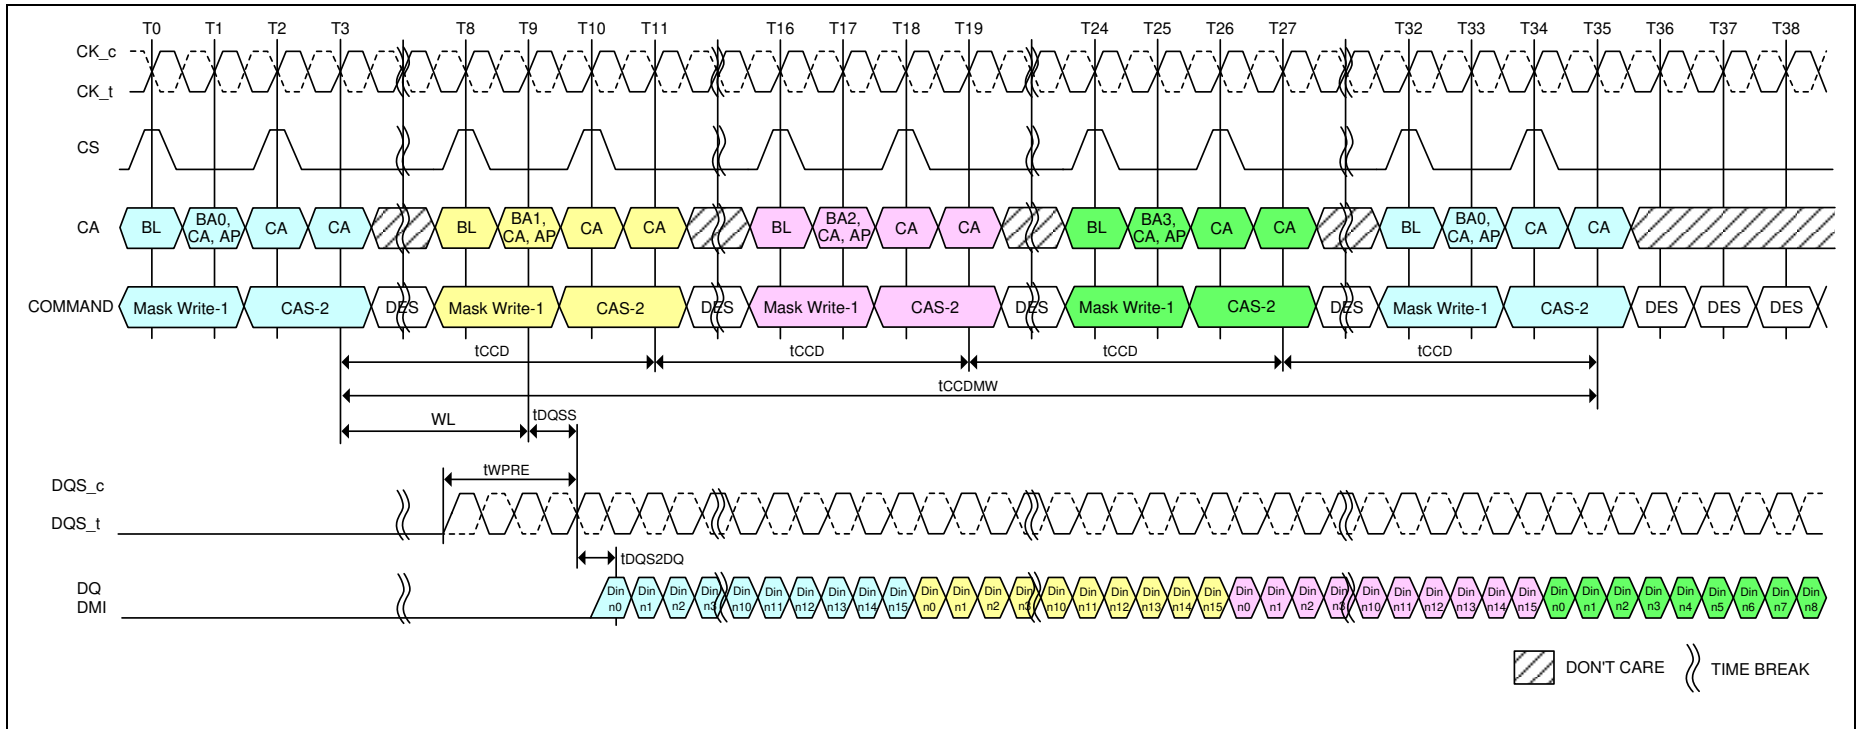 T0 T1 T2 T3 T8 T9 T10 T11 T16 T17 T18 T19 T24 T25 T26 T27 T32 T33 T34 T35 T36 T37 T38
CK_c
CK_t
CS
CA BL BA0, CA, AP CA CA BL BA1, CA, AP CA CA BL BA2, CA, AP CA CA BL BA3, CA, AP CA CA BL BA0, CA, AP CA CA
COMMAND Mask Write-1 CAS-2 DES Mask Write-1 CAS-2 DES Mask Write-1 CAS-2 DES Mask Write-1 CAS-2 DES Mask Write-1 CAS-2 DES DES DES
tCCD tCCD tCCD tCCD
tCCDMW
WL tDQSS
tWPRE
DQS_c
DQS_t
tDQS2DQ
DQ
DMI
Din n0 Din n1 Din n2 Din n3 Din n10 Din n11 Din n12 Din n13 Din n14 Din n15 Din n0 Din n1 Din n2 Din n3 Din n10 Din n11 Din n12 Din n13 Din n14 Din n15 Din n0 Din n1 Din n2 Din n3 Din n10 Din n11 Din n12 Din n13 Din n14 Din n15 Din n0 Din n1 Din n2 Din n3 Din n4 Din n5 Din n6 Din n7 Din n8
DON'T CARE TIME BREAK